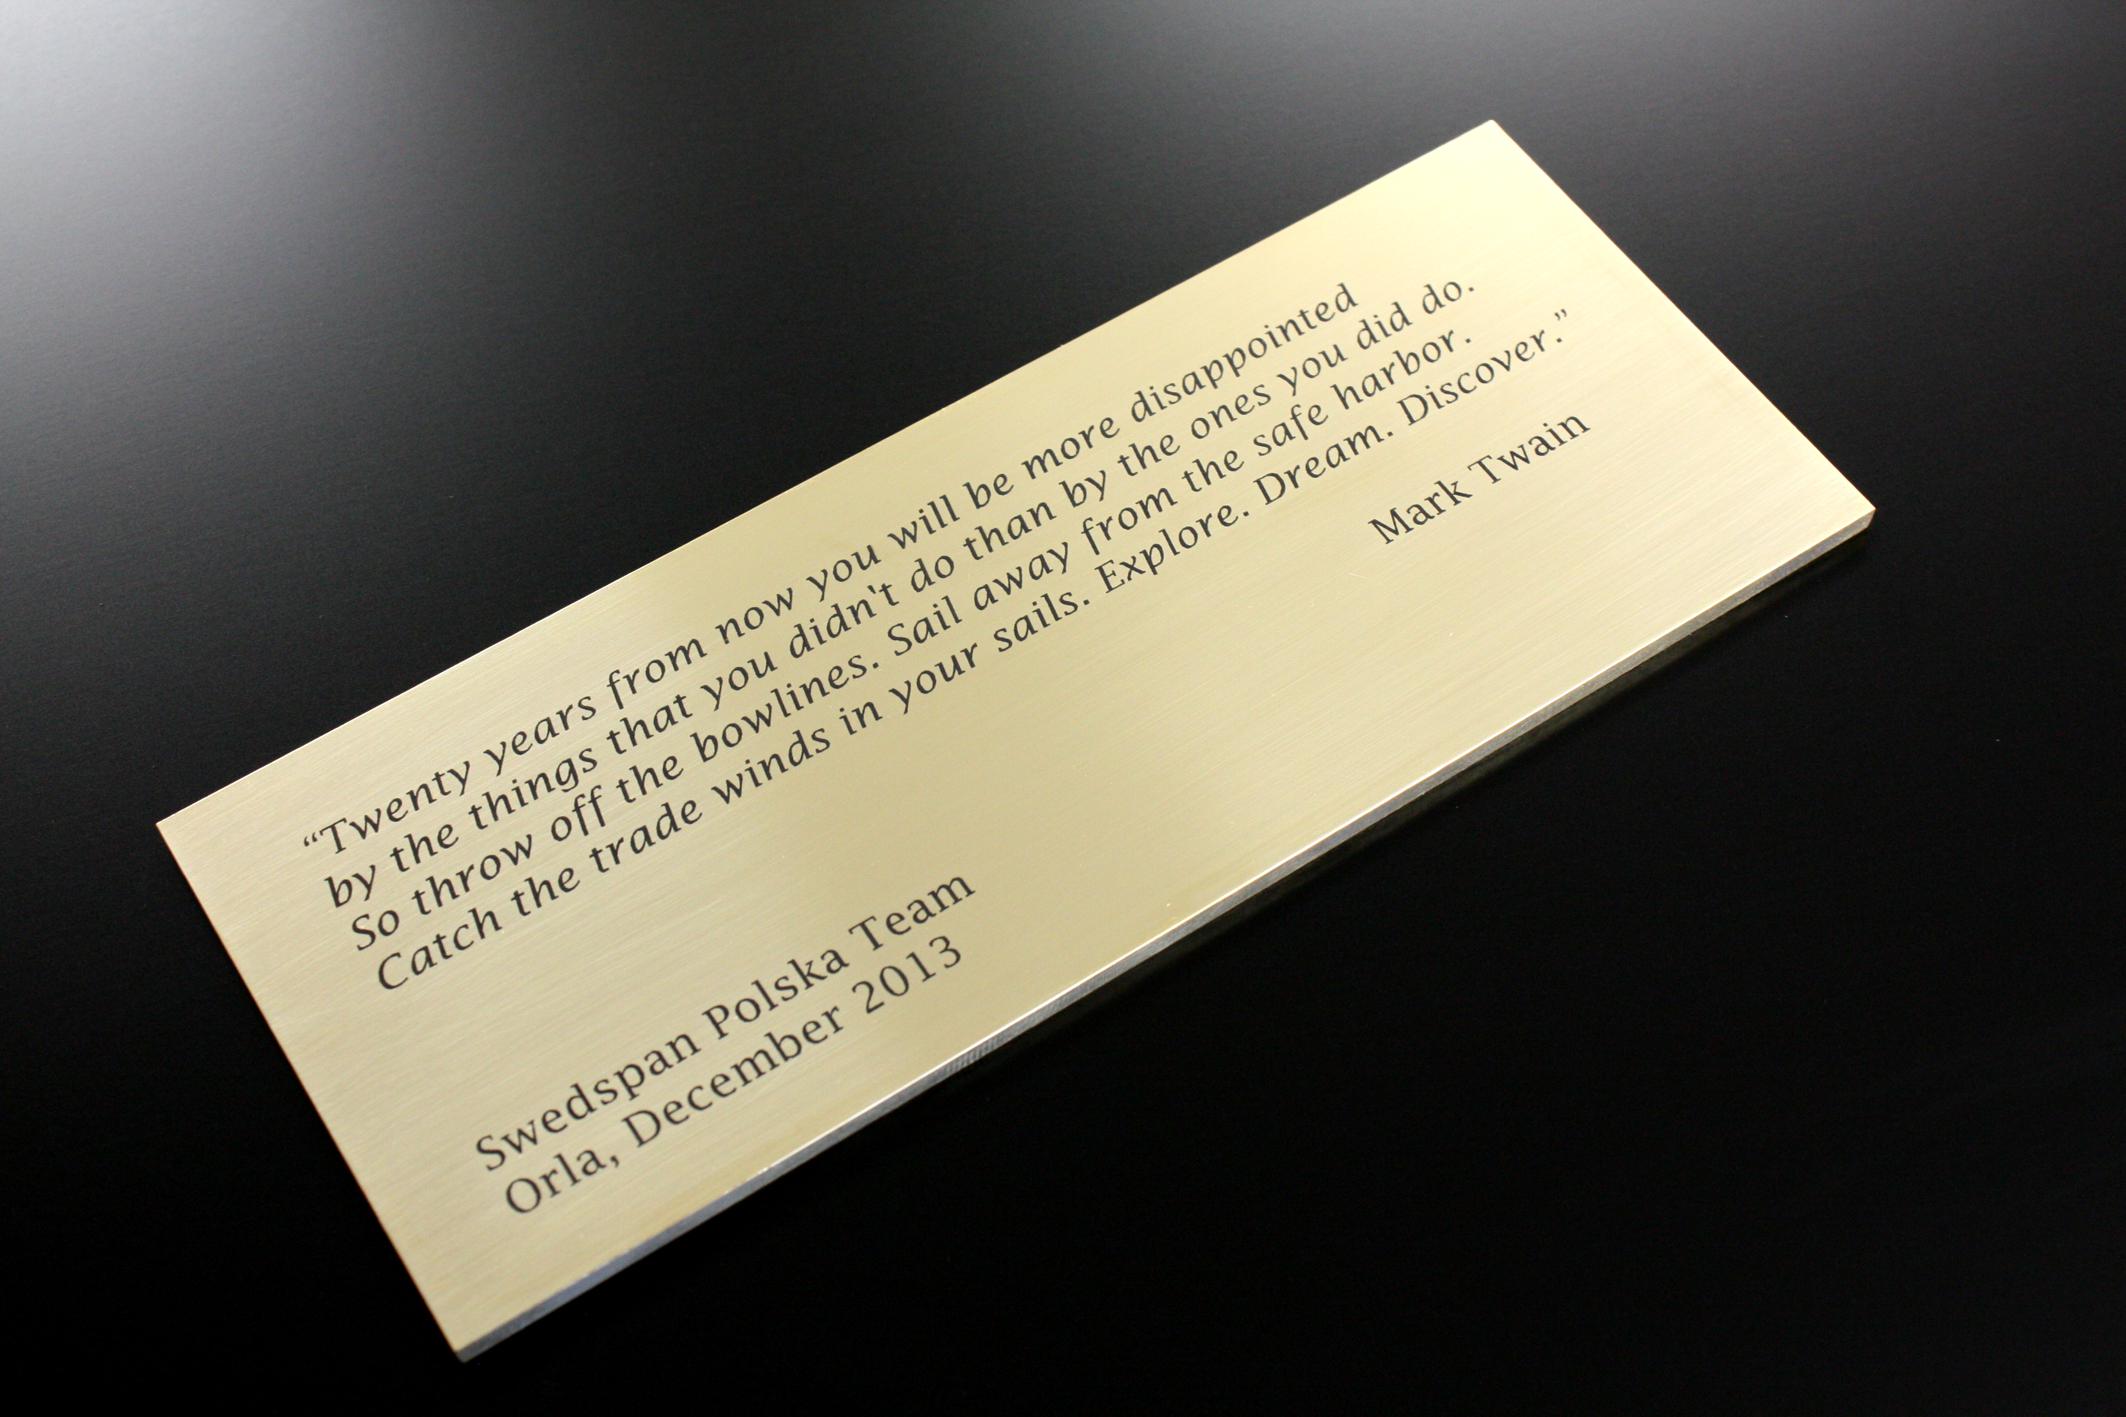 “Twenty years from now you will be more disappointed
by the things that you didn't do than by the ones you did do.
So throw off the bowlines. Sail away from the safe harbor.
Catch the trade winds in your sails. Explore. Dream. Discover.”
Mark Twain
Swedspan Polska Team
Orla, December 2013